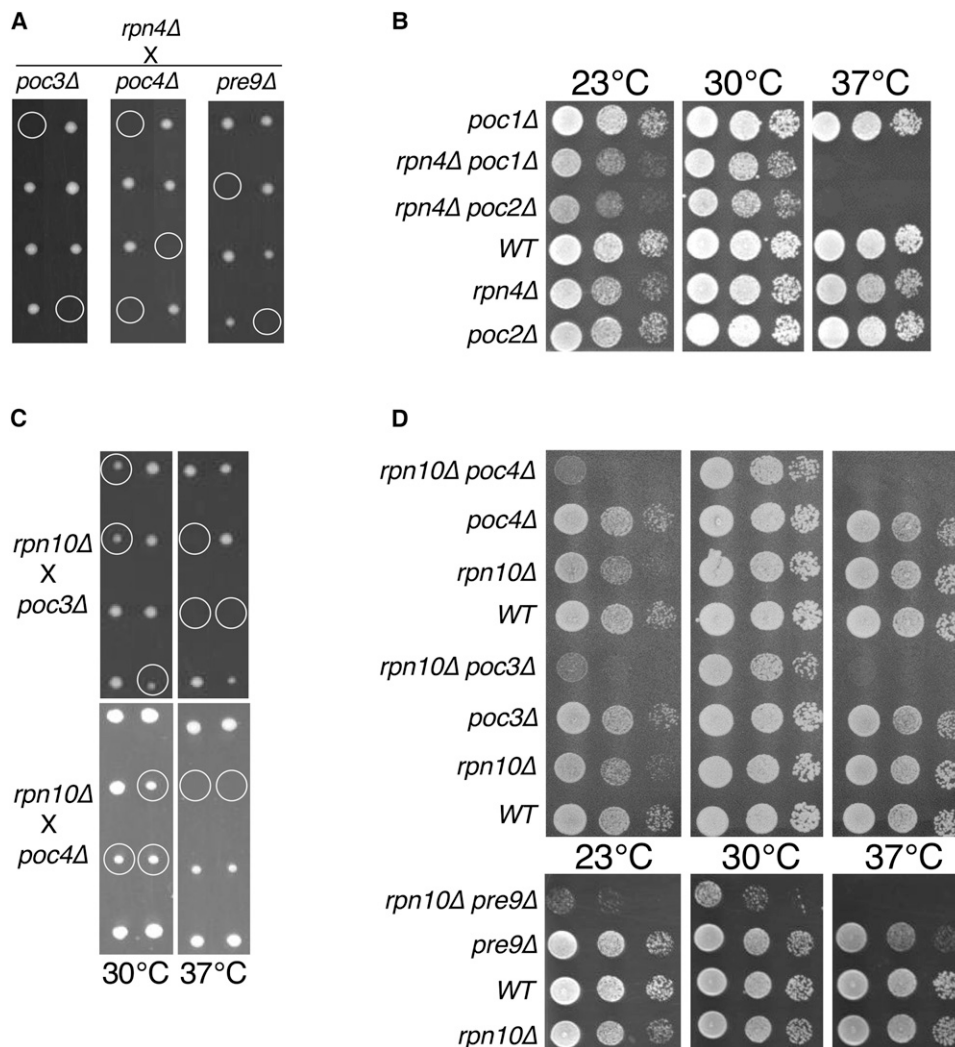 A
rpn4Δ
X
poc3Δ poc4Δ pre9Δ
B
23°C 30°C 37°C
poc1Δ
rpn4Δ poc1Δ
rpn4Δ poc2Δ
WT
rpn4Δ
poc2Δ
C
rpn10Δ
X
poc3Δ
rpn10Δ
X
poc4Δ
30°C 37°C
D
rpn10Δ poc4Δ
poc4Δ
rpn10Δ
WT
rpn10Δ poc3Δ
poc3Δ
rpn10Δ
WT
23°C 30°C 37°C
rpn10Δ pre9Δ
pre9Δ
WT
rpn10Δ